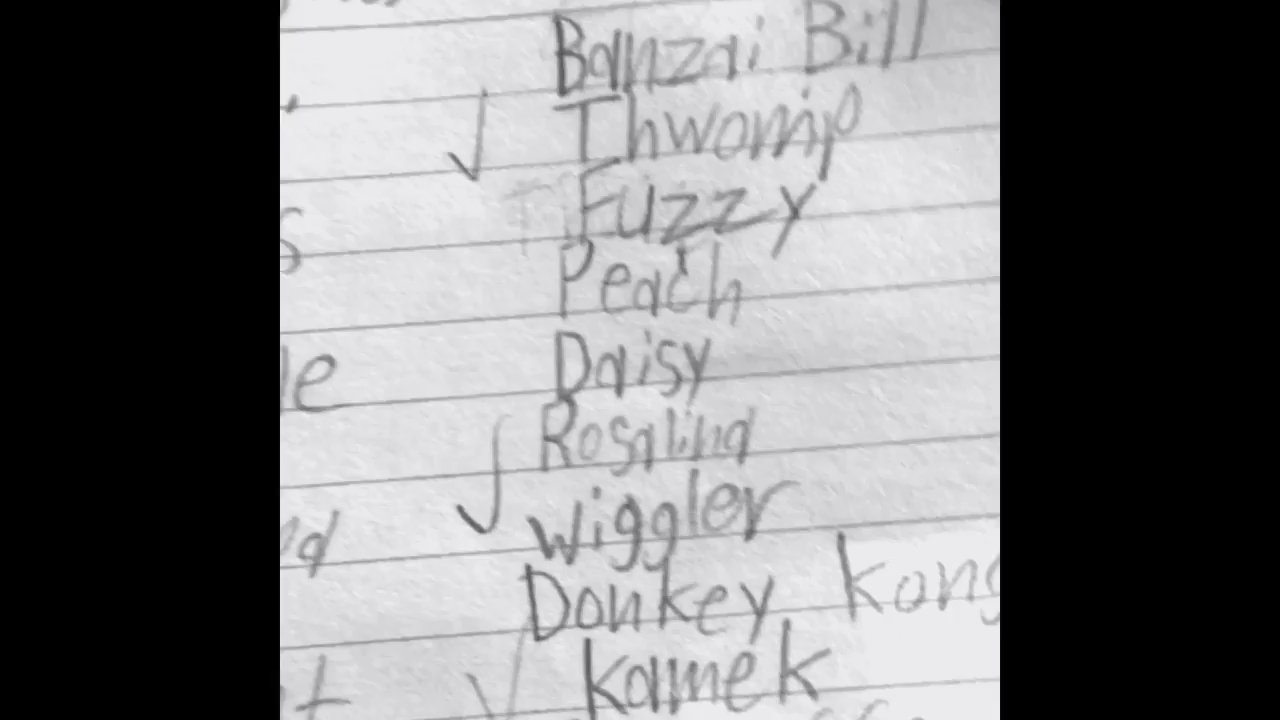 Banzai Bill
✓ Thwomp
Fuzzy
Peach
Daisy
Rosalina
✓ Wiggler
Donkey Kong
✓ Kamek